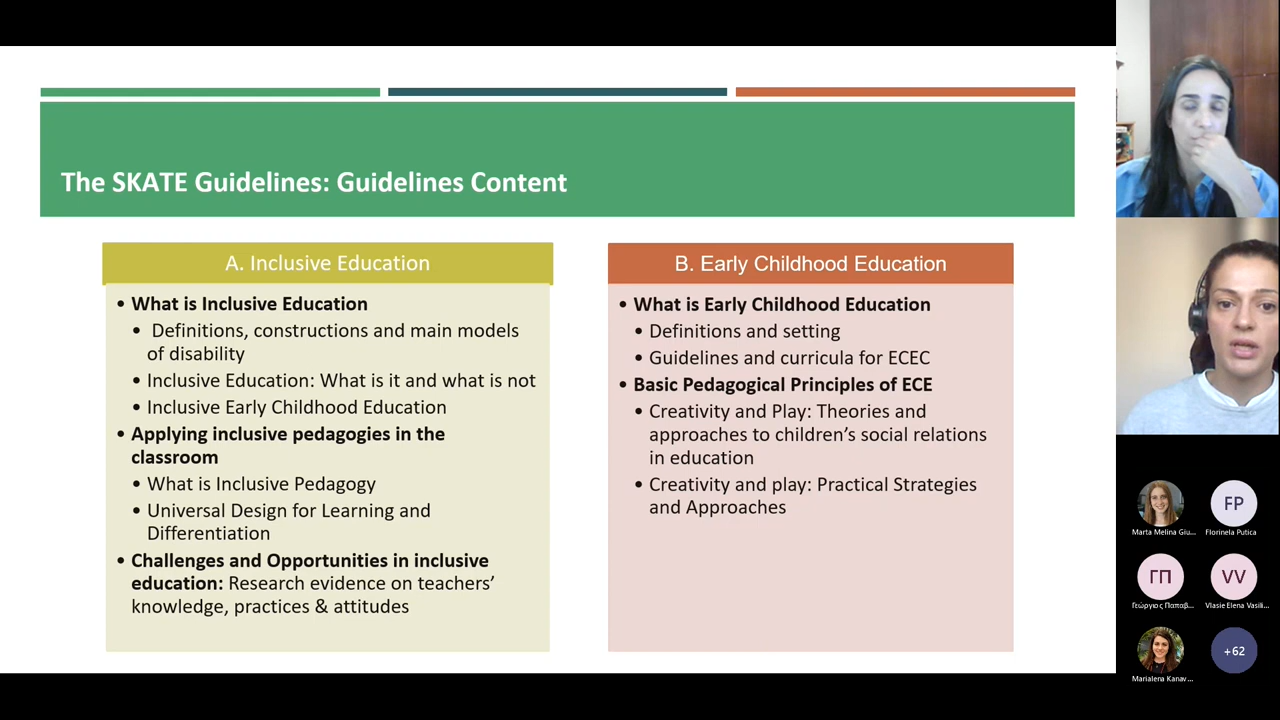 The SKATE Guidelines: Guidelines Content
A. Inclusive Education
• What is Inclusive Education
• Definitions, constructions and main models
of disability
• Inclusive Education: What is it and what is not
• Inclusive Early Childhood Education
• Applying inclusive pedagogies in the
classroom
• What is Inclusive Pedagogy
• Universal Design for Learning and
Differentiation
• Challenges and Opportunities in inclusive
education: Research evidence on teachers’
knowledge, practices & attitudes
B. Early Childhood Education
• What is Early Childhood Education
• Definitions and setting
• Guidelines and curricula for ECEC
• Basic Pedagogical Principles of ECE
• Creativity and Play: Theories and
approaches to children’s social relations
in education
• Creativity and play: Practical Strategies
and Approaches
Marta Melina Giu...
FP
Florinela Putica
ΓΠ
Γεώργιος Παπαβ...
VV
Vlasie Elena Vasili...
Marialena Kanav...
+62